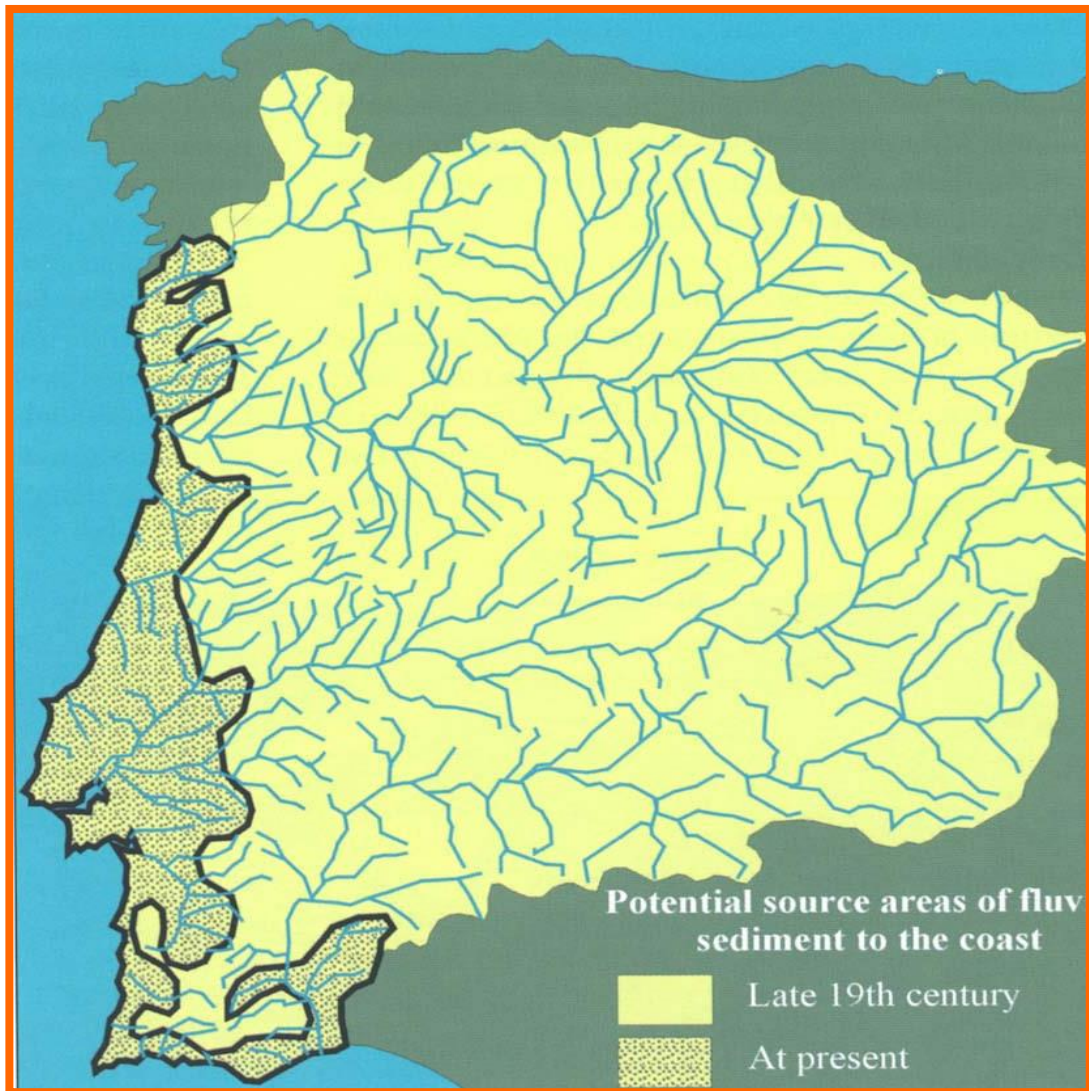 Potential source areas of fluv
sediment to the coast
Late 19th century
At present